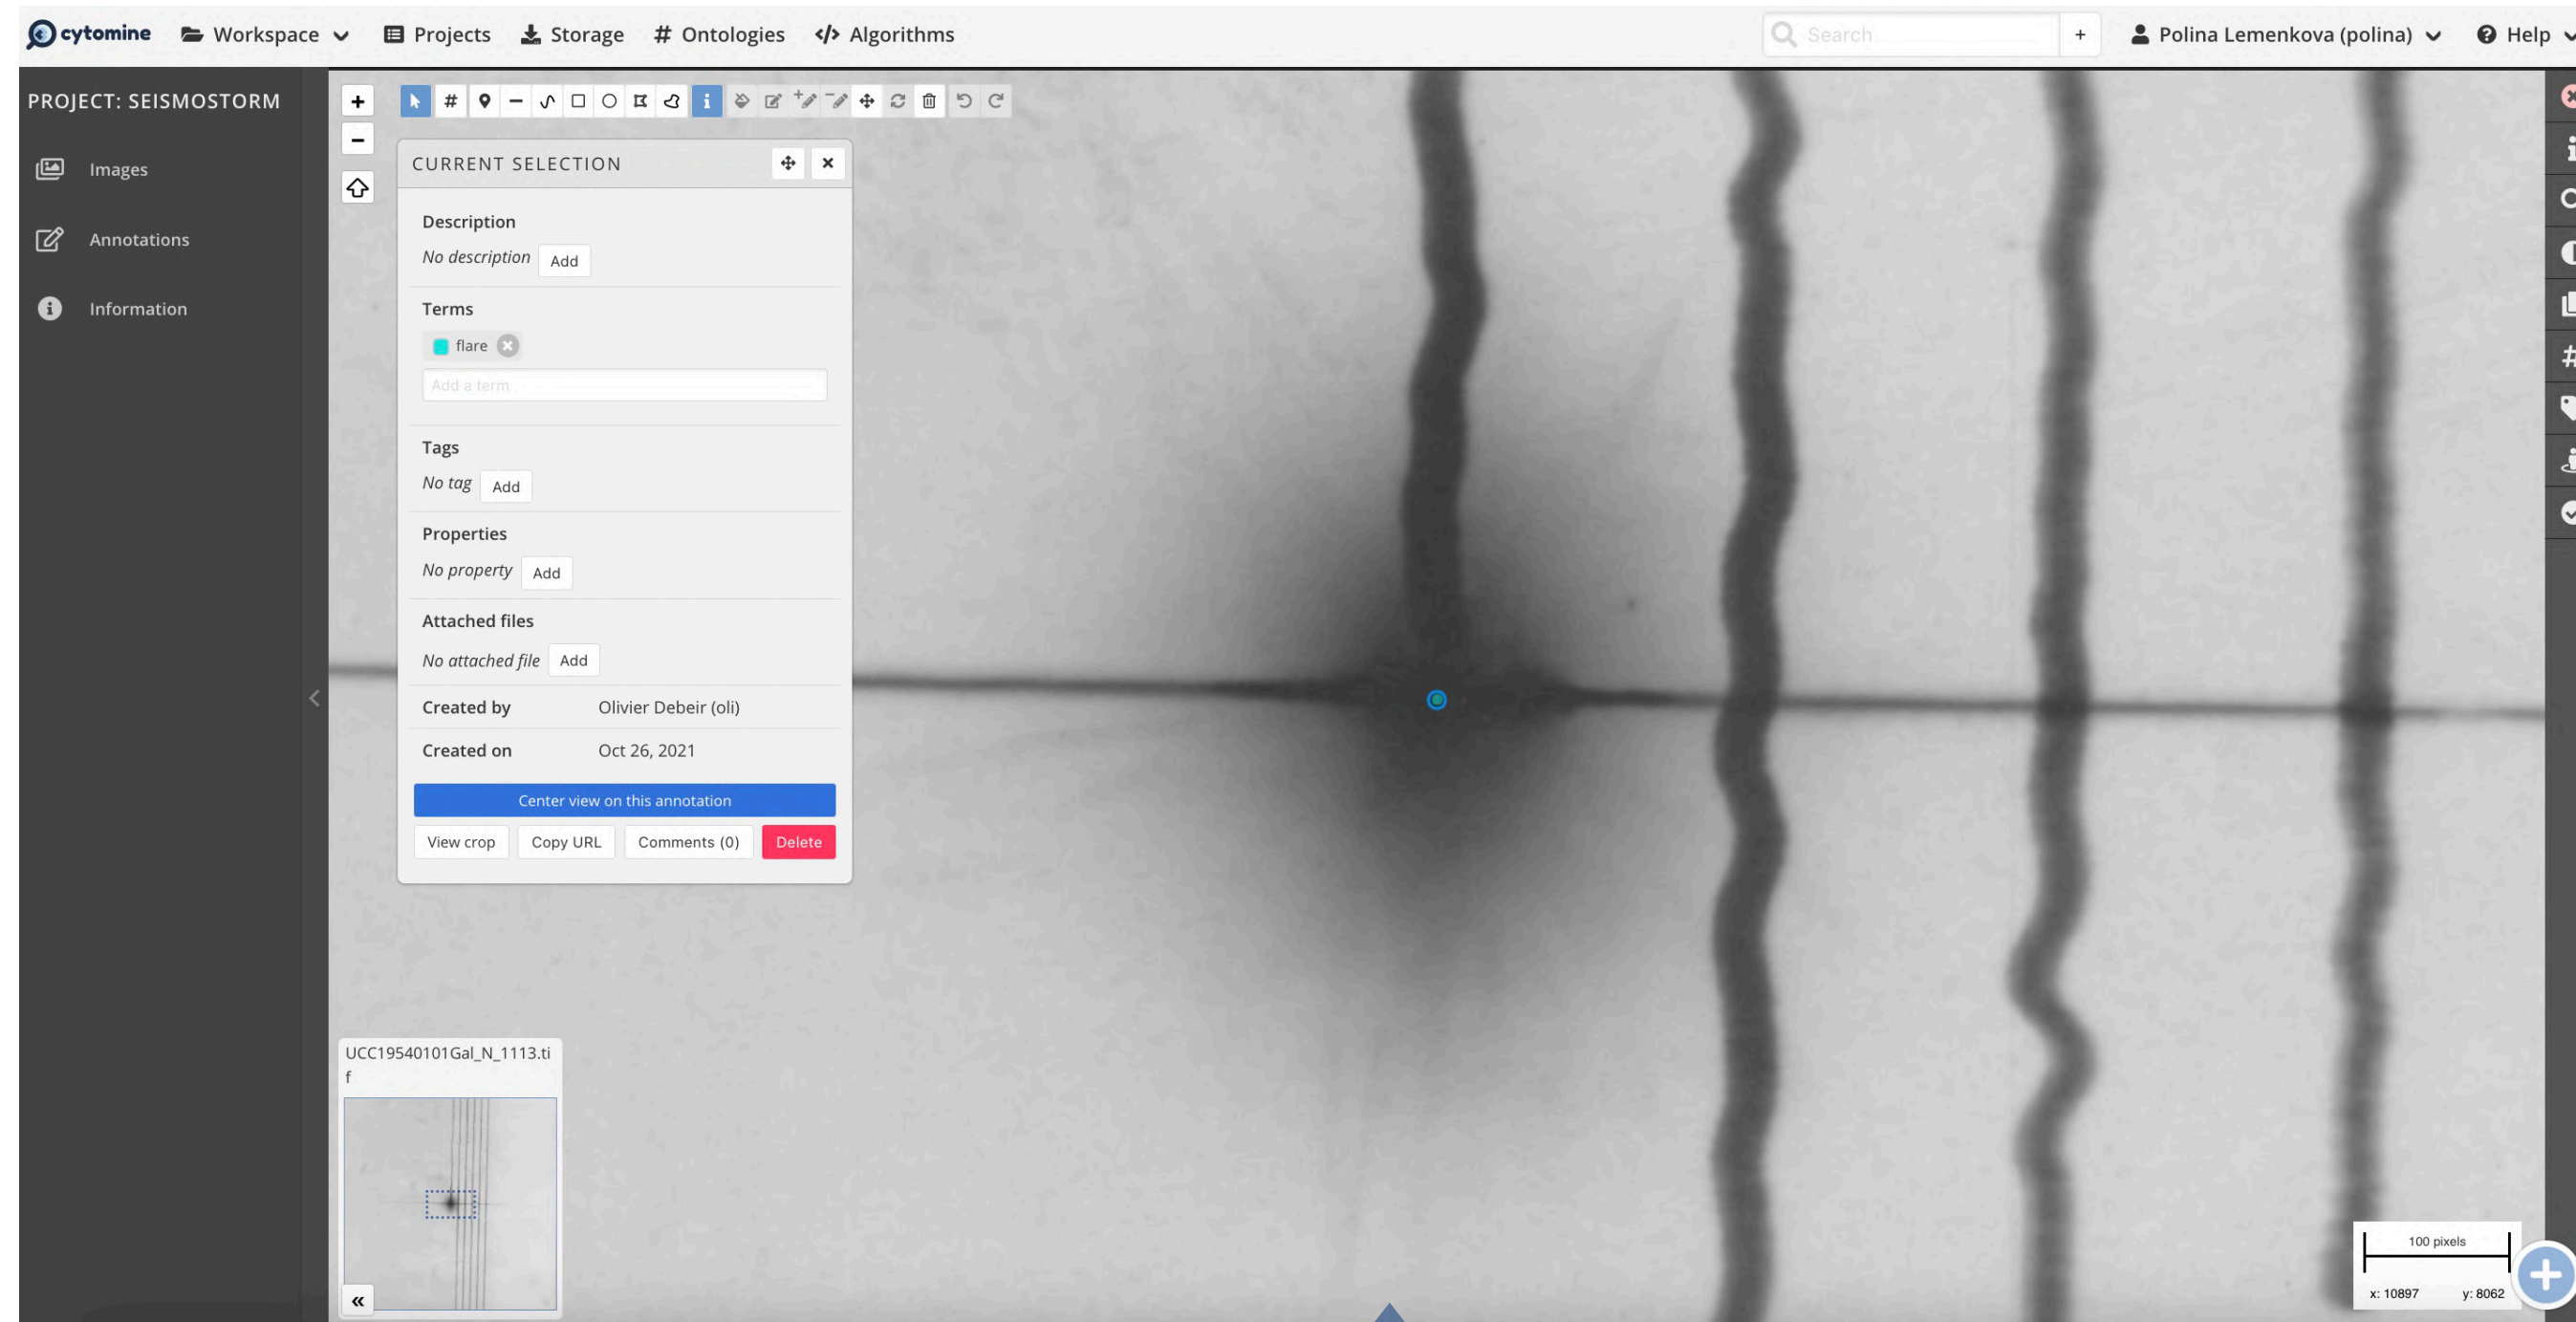 cytomine Workspace Projects Storage # Ontologies </> Algorithms Search + Polina Lemenkova (polina) Help
PROJECT: SEISMOSTORM
Images
Annotations
Information
CURRENT SELECTION
Description
No description Add
Terms
flare
Add a term
Tags
No tag Add
Properties
No property Add
Attached files
No attached file Add
Created by Olivier Debeir (oli)
Created on Oct 26, 2021
Center view on this annotation
View crop Copy URL Comments (0) Delete
UCC19540101Gal_N_1113.ti
f
100 pixels
x: 10897 y: 8062